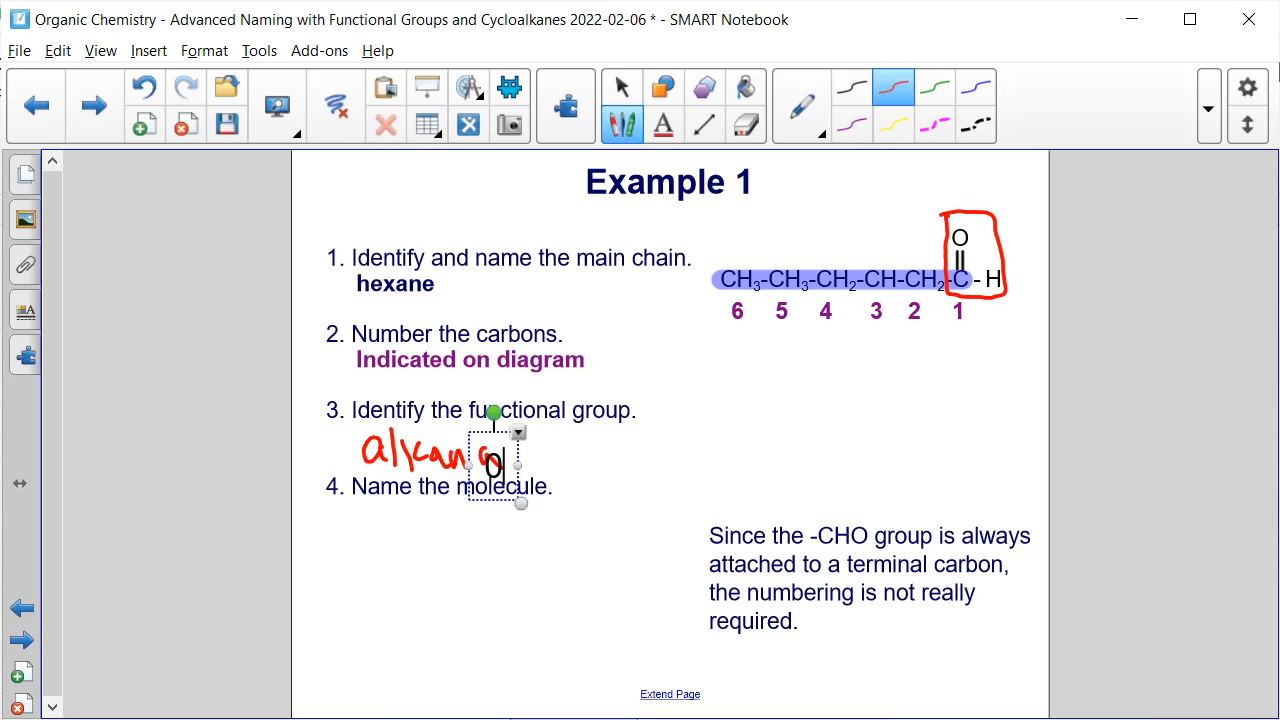 Organic Chemistry - Advanced Naming with Functional Groups and Cycloalkanes 2022-02-06 * - SMART Notebook
File Edit View Insert Format Tools Add-ons Help
Example 1
O
1. Identify and name the main chain.
hexane
CH3-CH3-CH2-CH-CH2-C-H
6 5 4 3 2 1
2. Number the carbons.
Indicated on diagram
3. Identify the functional group.
alkana
O
4. Name the molecule.
Since the -CHO group is always
attached to a terminal carbon,
the numbering is not really
required.
Extend Page